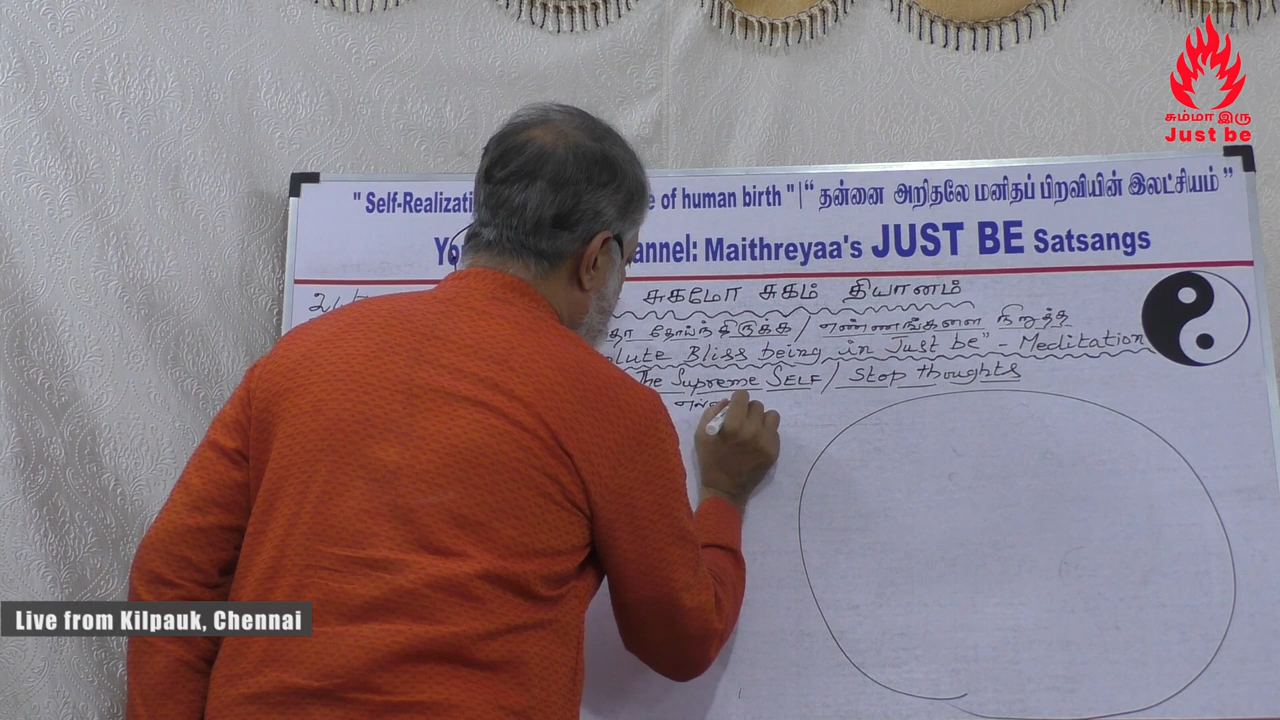 சும்மா இரு
Just be
" Self-Realizati e of human birth " | " தன்னை அறிதலே மனிதப் பிறவியின் இலட்சியம் "
Yo annel: Maithreyaa's JUST BE Satsangs
சுகமோ சுகம் தியானம்
தோய்ந்திருக்க / எண்ணங்களை நிறுத்த
lute Bliss being in Just be" - Meditation
The Supreme SELF / Stop thoughts
Live from Kilpauk, Chennai